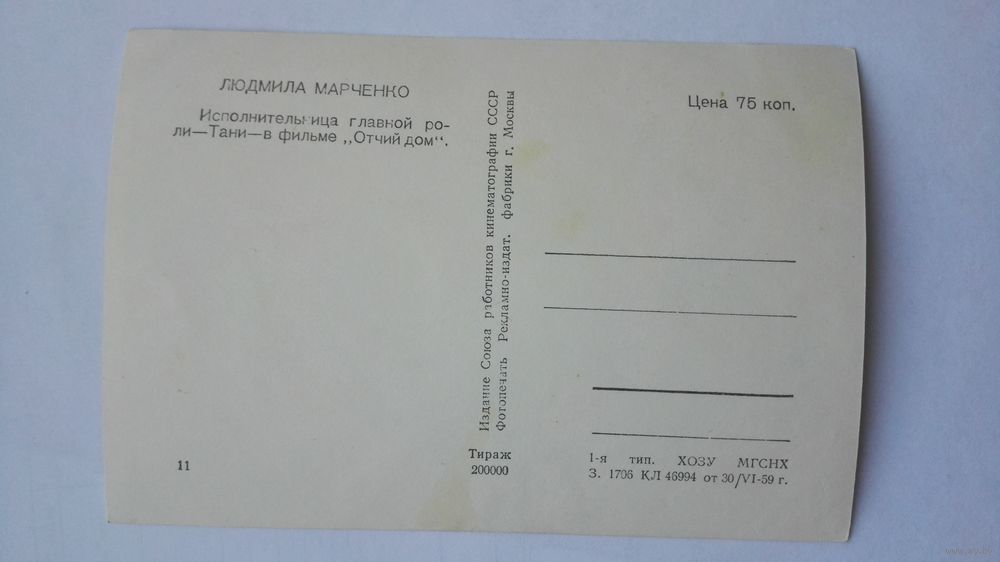 ЛЮДМИЛА МАРЧЕНКО
Исполнительница главной ро-
ли—Тани—в фильме „Отчий дом“.
11
Издание Союза работников кинематографии СССР
Фотопечать Рекламно-издат. фабрики г. Москвы
Тираж
200000
Цена 75 коп.
1-я тип. ХОЗУ МГСНХ
З. 1706 КЛ 46994 от 30/VI-59 г.